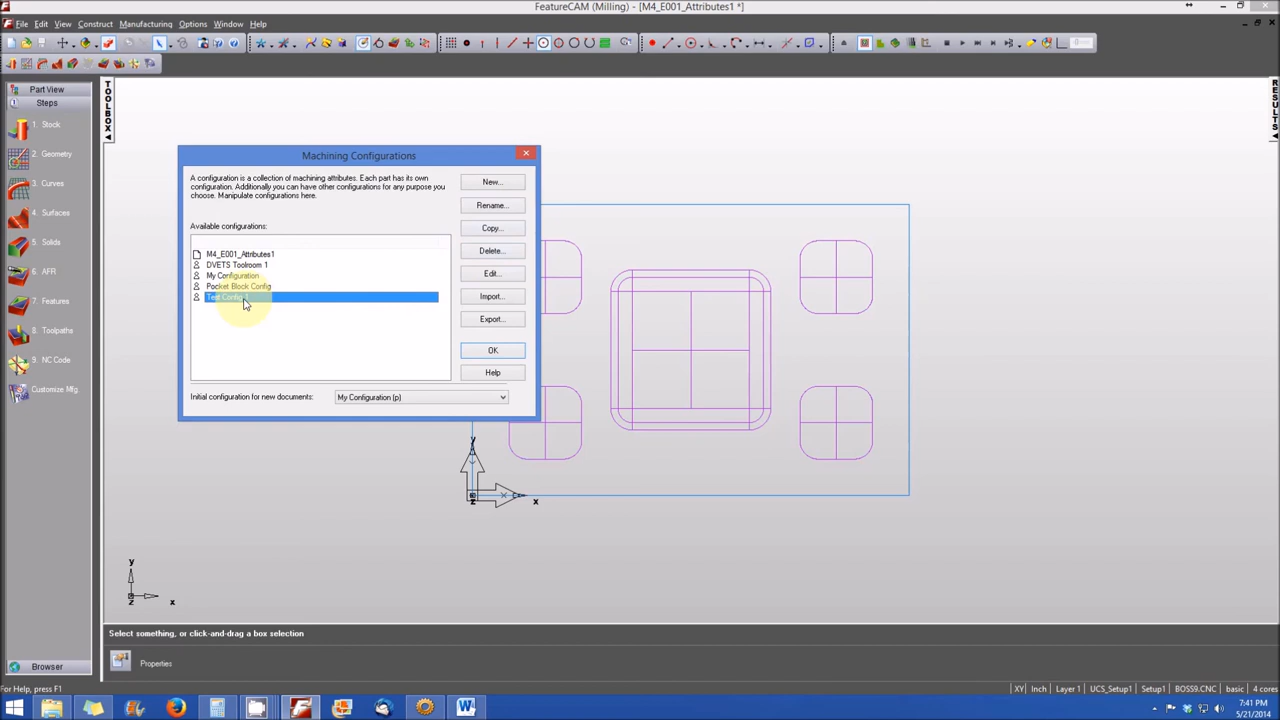 FeatureCAM (Milling) - [M4_E001_Attributes1 *]
File Edit View Construct Manufacturing Options Window Help
Part View
Steps
1. Stock
2. Geometry
3. Curves
4. Surfaces
5. Solids
6. AFR
7. Features
8. Toolpaths
9. NC Code
Customize Mfg.
Browser
TOOLBOX
RESULTS
Machining Configurations
A configuration is a collection of machining attributes. Each part has its own
configuration. Additionally you can have other configurations for any purpose you
choose. Manipulate configurations here.
Available configurations:
M4_E001_Attributes1
DVETS Toolroom 1
My Configuration
Pocket Block Config
Test Config 1
New...
Rename...
Copy...
Delete...
Edit...
Import...
Export...
OK
Help
Initial configuration for new documents:
My Configuration (p)
y
z
x
y
z
x
Select something, or click-and-drag a box selection
Properties
For Help, press F1
XY Inch Layer 1 UCS_Setup1 Setup1 BOSS9.CNC basic 4 cores
7:41 PM
5/21/2014